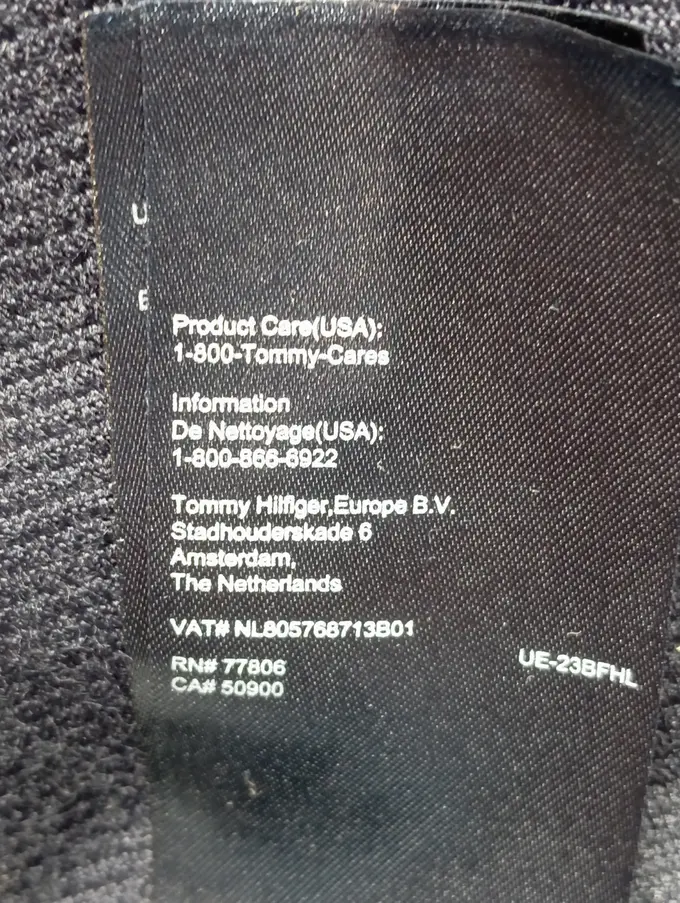 U
E
Product Care(USA):
1-800-Tommy-Cares
Information
De Nettoyage(USA):
1-800-866-6922
Tommy Hilfiger,Europe B.V.
Stadhouderskade 6
Amsterdam,
The Netherlands
VAT# NL805768713B01
RN# 77806
CA# 50900
UE-23BFHL